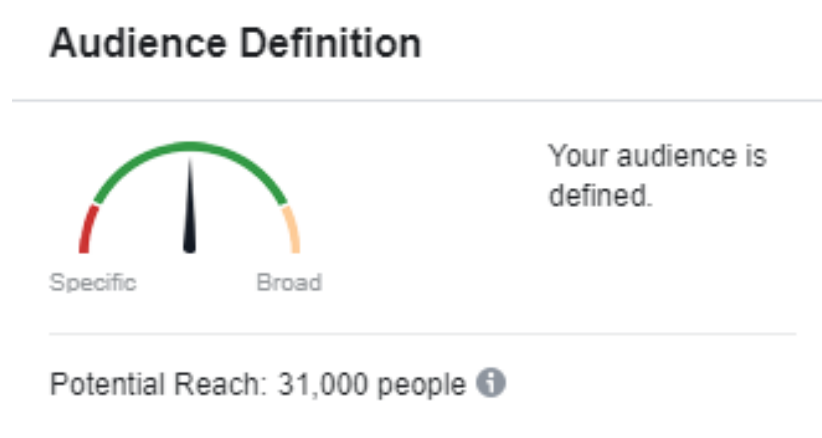 Audience Definition
Your audience is
defined.
Specific
Broad
Potential Reach: 31,000 people